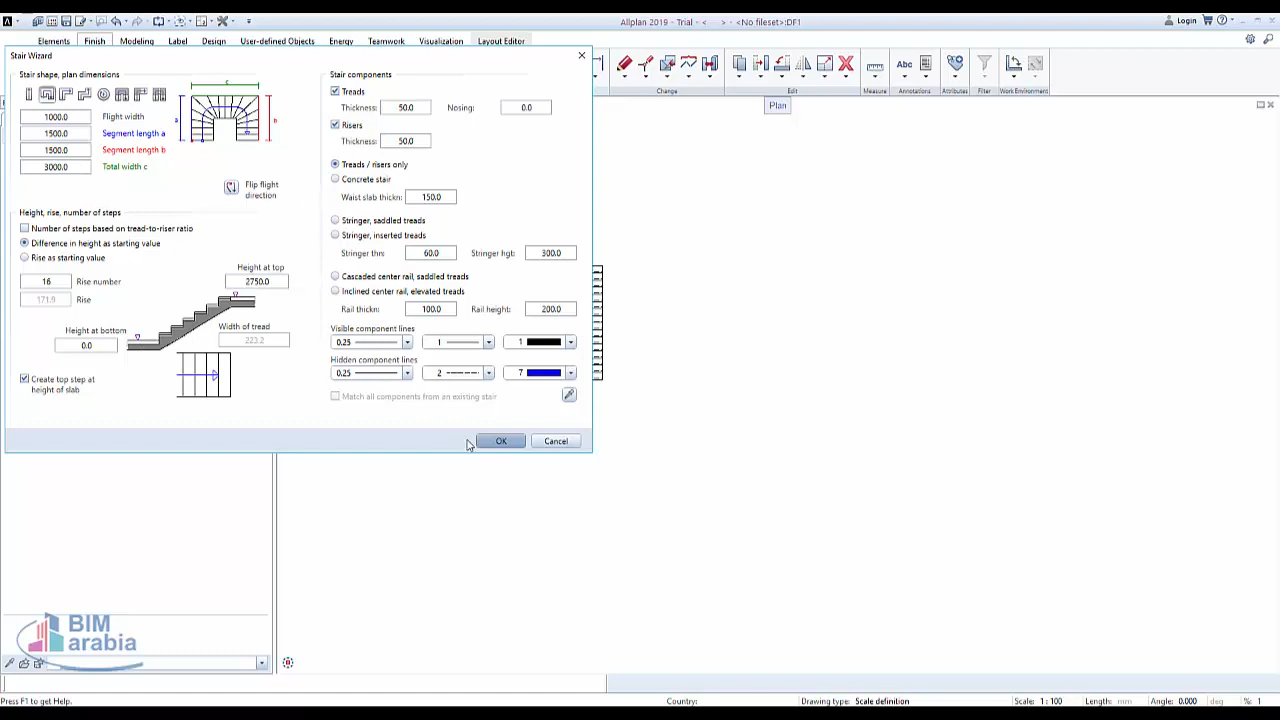 Allplan 2019 - Trial - <    > - <No fileset>:DF1
Login
Elements
Finish
Modeling
Label
Design
User-defined Objects
Energy
Teamwork
Visualization
Layout Editor
Change
Edit
Measure
Abc
Annotations
Attributes
Filter
Work Environment
Plan
Stair Wizard
Stair shape, plan dimensions
c
a
b
1000.0 Flight width
1500.0 Segment length a
1500.0 Segment length b
3000.0 Total width c
Flip flight
direction
Height, rise, number of steps
Number of steps based on tread-to-riser ratio
Difference in height as starting value
Rise as starting value
Height at top
16 Rise number
2750.0
171.9 Rise
Height at bottom
0.0
Width of tread
223.2
Create top step at
height of slab
Stair components
Treads
Thickness: 50.0 Nosing: 0.0
Risers
Thickness: 50.0
Treads / risers only
Concrete stair
Waist slab thickn: 150.0
Stringer, saddled treads
Stringer, inserted treads
Stringer thn: 60.0 Stringer hgt: 300.0
Cascaded center rail, saddled treads
Inclined center rail, elevated treads
Rail thickn: 100.0 Rail height: 200.0
Visible component lines
0.25 1 1
Hidden component lines
0.25 2 7
Match all components from an existing stair
OK
Cancel
BIM
arabia
Press F1 to get Help.
Country:
Drawing type: Scale definition
Scale: 1 : 100
Length: mm
Angle: 0.000 deg
%: 1